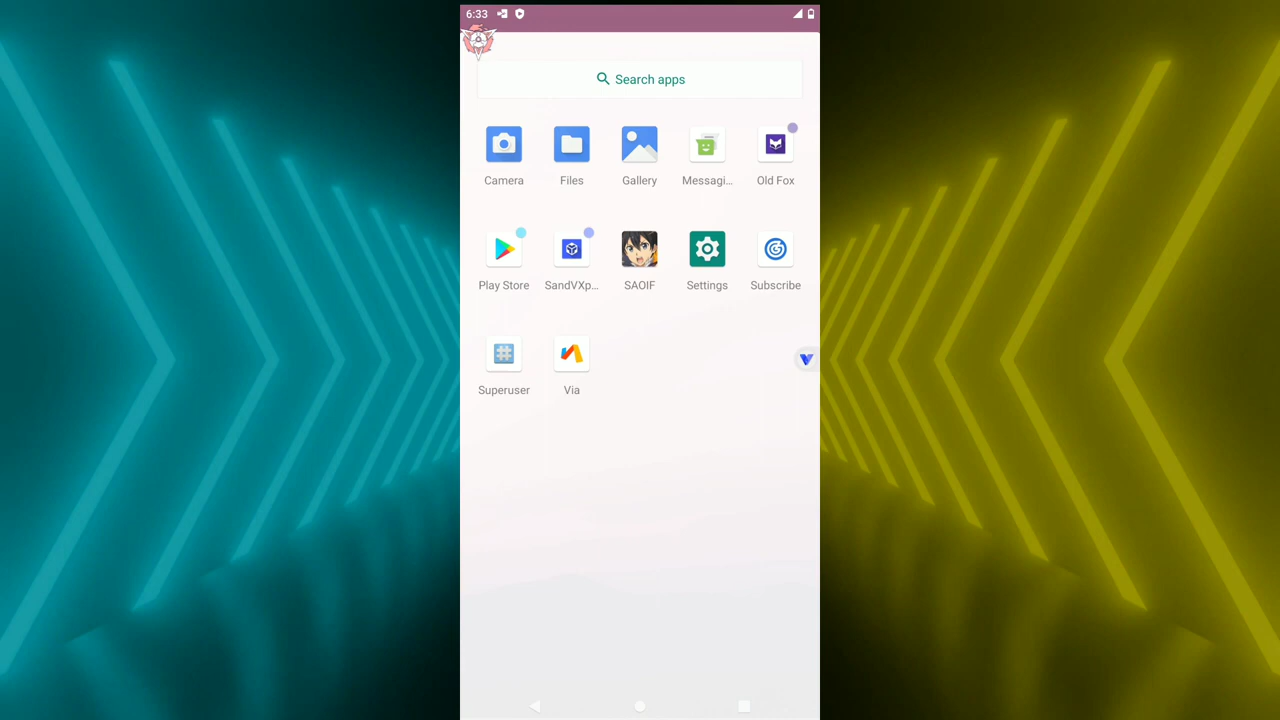 6:33
Search apps
Camera
Files
Gallery
Messagi...
Old Fox
Play Store
SandVXp...
SAOIF
Settings
Subscribe
Superuser
Via